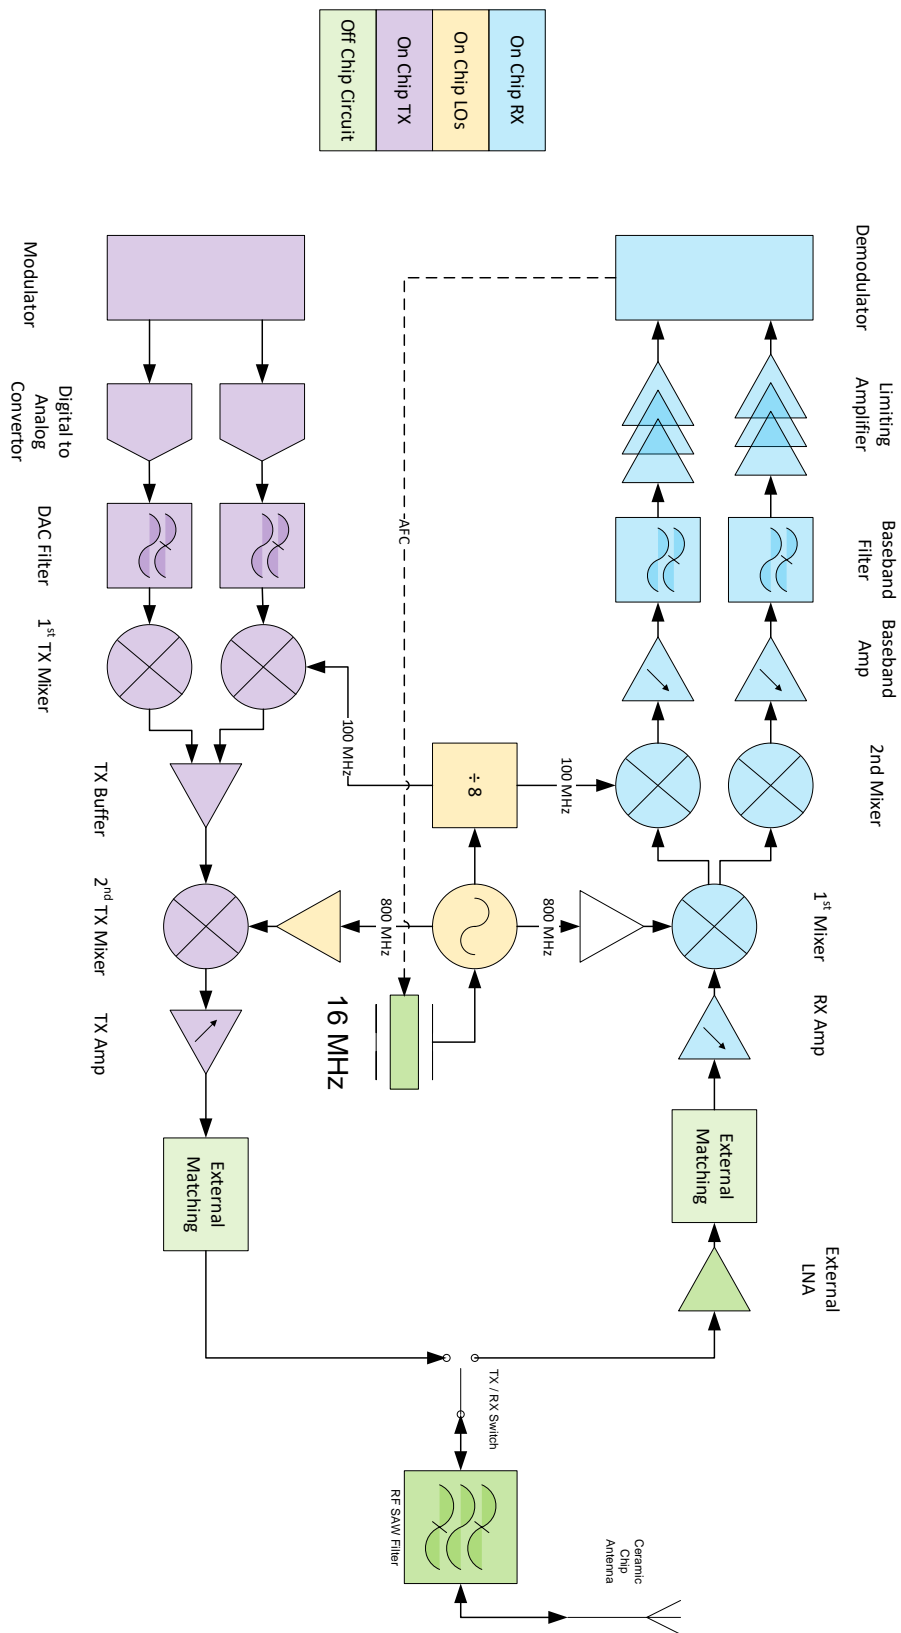 On Chip RX
On Chip LOs
On Chip TX
Off Chip Circuit
Demodulator
Limiting
Amplifier
Baseband
Filter
Baseband
Amp
2nd Mixer
1st Mixer
RX Amp
External
Matching
External
LNA
AFC
100 MHz
÷ 8
100 MHz
800 MHz
800 MHz
16 MHz
TX / RX Switch
RF SAW Filter
Ceramic
Chip
Antenna
Modulator
Digital to
Analog
Convertor
DAC Filter
1st TX Mixer
TX Buffer
2nd TX Mixer
TX Amp
External
Matching